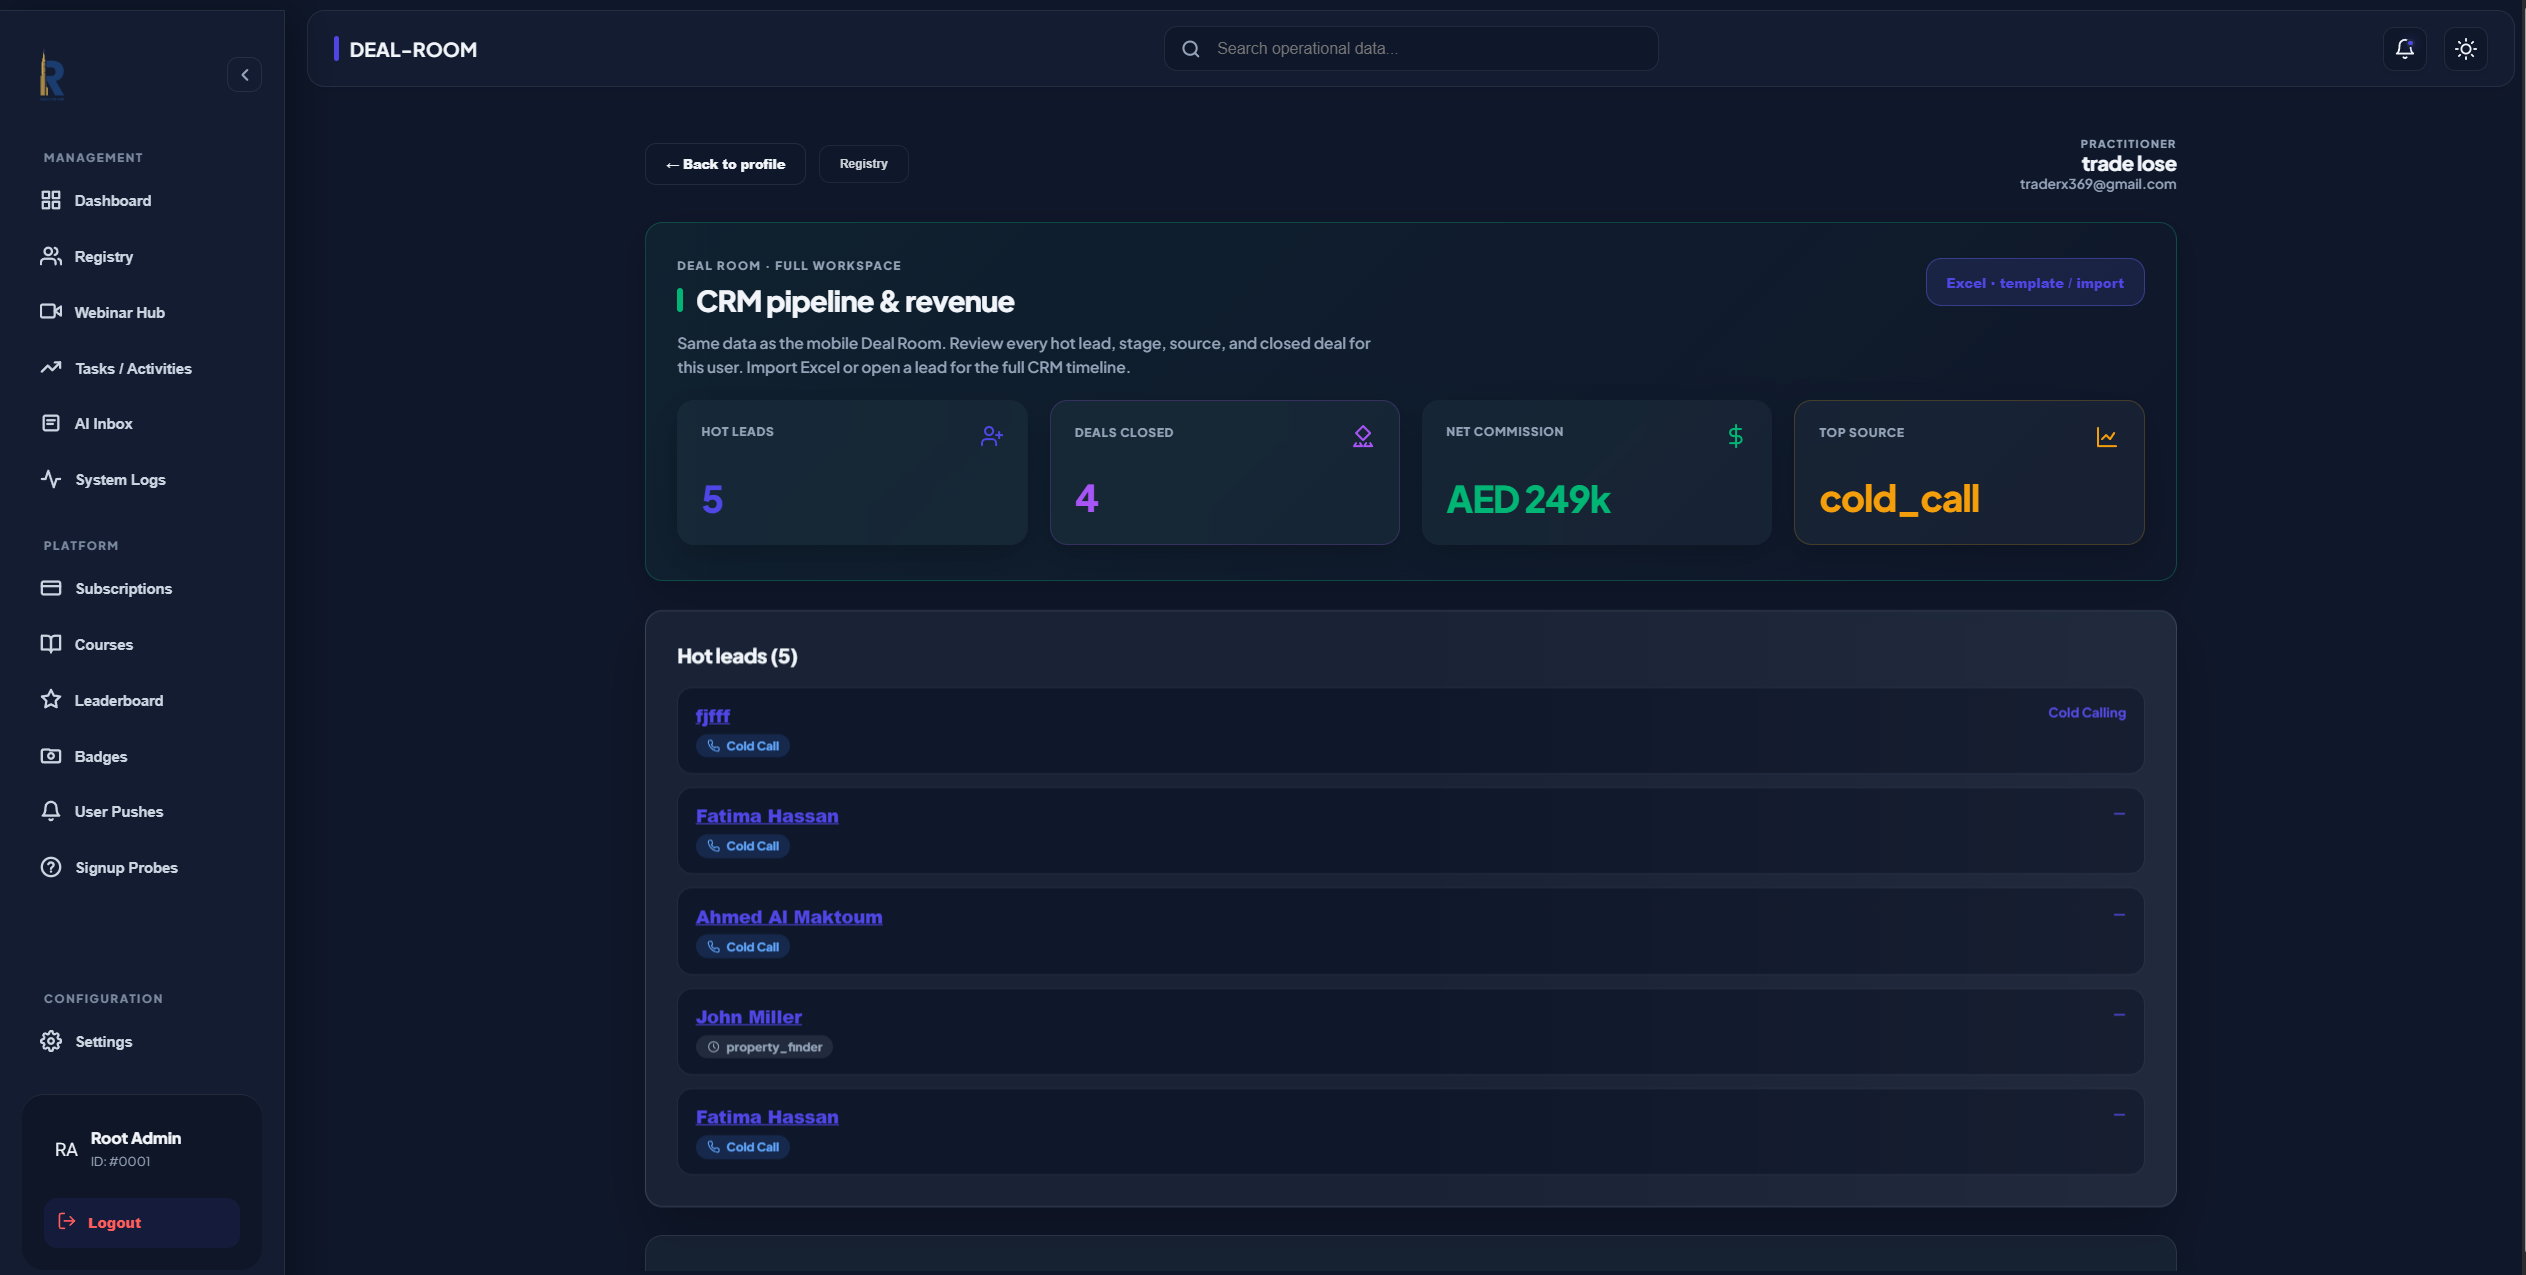 DEAL-ROOM
Search operational data...
MANAGEMENT
Dashboard
Registry
Webinar Hub
Tasks / Activities
AI Inbox
System Logs
PLATFORM
Subscriptions
Courses
Leaderboard
Badges
User Pushes
Signup Probes
CONFIGURATION
Settings
RA
Root Admin
ID: #0001
Logout
← Back to profile
Registry
PRACTITIONER
trade lose
traderx369@gmail.com
DEAL ROOM · FULL WORKSPACE
CRM pipeline & revenue
Excel · template / import
Same data as the mobile Deal Room. Review every hot lead, stage, source, and closed deal for
this user. Import Excel or open a lead for the full CRM timeline.
HOT LEADS
5
DEALS CLOSED
4
NET COMMISSION
AED 249k
TOP SOURCE
cold_call
Hot leads (5)
fjfff
Cold Calling
Cold Call
Fatima Hassan
—
Cold Call
Ahmed Al Maktoum
—
Cold Call
John Miller
—
property_finder
Fatima Hassan
—
Cold Call